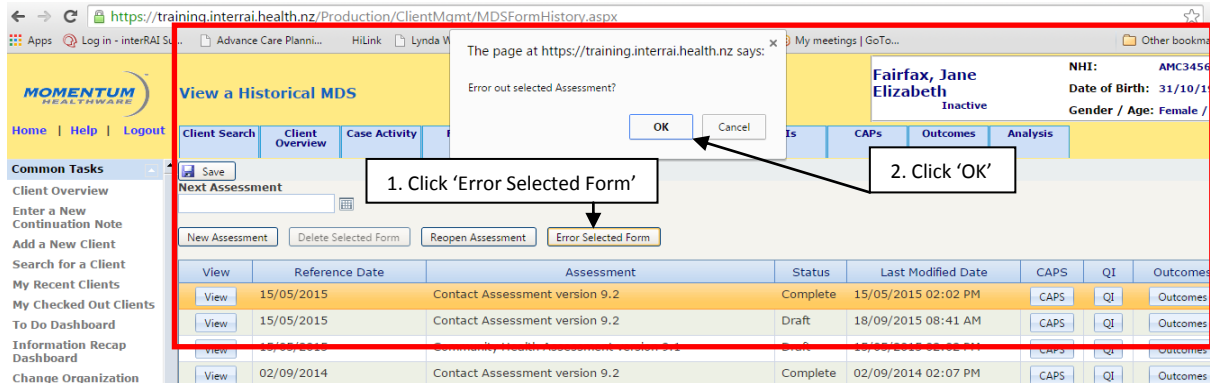 https://training.interrai.health.nz/Production/ClientMgmt/MDSFormHistory.aspx
Apps Log in - interRAI Su... Advance Care Planni... HiLink Lynda W My meetings | GoTo... Other bookma
The page at https://training.interrai.health.nz says: ×
Error out selected Assessment?
OK Cancel
MOMENTUM
HEALTHWARE
Home | Help | Logout
View a Historical MDS
Fairfax, Jane
Elizabeth
Inactive
NHI: AMC3456
Date of Birth: 31/10/19
Gender / Age: Female /
Client Search Client Overview Case Activity Is CAPs Outcomes Analysis
1. Click ‘Error Selected Form’
2. Click ‘OK’
Common Tasks
Client Overview
Enter a New
Continuation Note
Add a New Client
Search for a Client
My Recent Clients
My Checked Out Clients
To Do Dashboard
Information Recap
Dashboard
Change Organization
Save
Next Assessment
New Assessment Delete Selected Form Reopen Assessment Error Selected Form
View Reference Date Assessment Status Last Modified Date CAPS QI Outcomes
View 15/05/2015 Contact Assessment version 9.2 Complete 15/05/2015 02:02 PM CAPS QI Outcomes
View 15/05/2015 Contact Assessment version 9.2 Draft 18/09/2015 08:41 AM CAPS QI Outcomes
View Community Health Assessment version 9.1 Draft CAPS QI Outcomes
View 02/09/2014 Contact Assessment version 9.2 Complete 02/09/2014 02:07 PM CAPS QI Outcomes